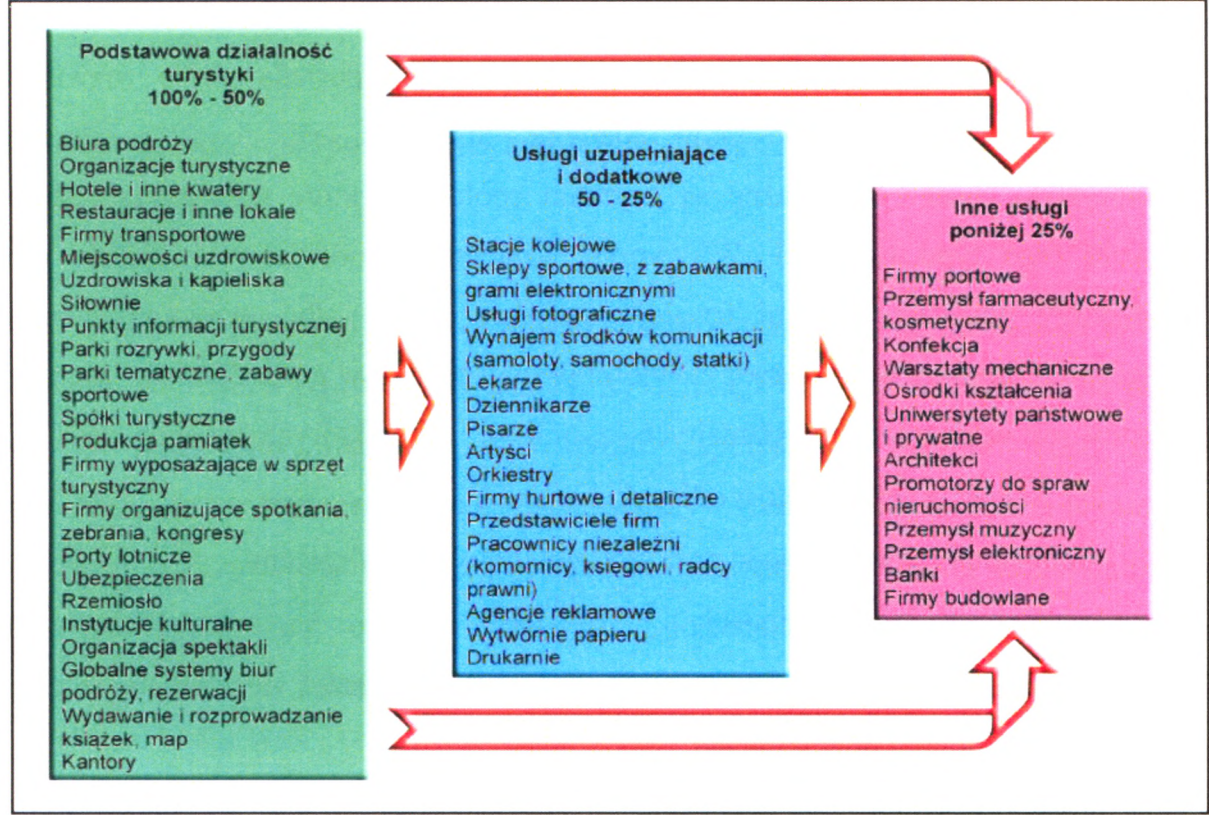 Podstawowa działalność
turystyki
100% - 50%
Biura podróży
Organizacje turystyczne
Hotele i inne kwatery
Restauracje i inne lokale
Firmy transportowe
Miejscowości uzdrowiskowe
Uzdrowiska i kąpieliska
Siłownie
Punkty informacji turystycznej
Parki rozrywki, przygody
Parki tematyczne, zabawy
sportowe
Spółki turystyczne
Produkcja pamiątek
Firmy wyposażające w sprzęt
turystyczny
Firmy organizujące spotkania,
zebrania, kongresy
Porty lotnicze
Ubezpieczenia
Rzemiosło
Instytucje kulturalne
Organizacja spektakli
Globalne systemy biur
podróży, rezerwacji
Wydawanie i rozprowadzanie
książek, map
Kantory
Usługi uzupełniające
i dodatkowe
50 - 25%
Stacje kolejowe
Sklepy sportowe, z zabawkami,
grami elektronicznymi
Usługi fotograficzne
Wynajem środków komunikacji
(samoloty, samochody, statki)
Lekarze
Dziennikarze
Pisarze
Artyści
Orkiestry
Firmy hurtowe i detaliczne
Przedstawiciele firm
Pracownicy niezależni
(komornicy, księgowi, radcy
prawni)
Agencje reklamowe
Wytwórnie papieru
Drukarnie
Inne usługi
poniżej 25%
Firmy portowe
Przemysł farmaceutyczny,
kosmetyczny
Konfekcja
Warsztaty mechaniczne
Ośrodki kształcenia
Uniwersytety państwowe
i prywatne
Architekci
Promotorzy do spraw
nieruchomości
Przemysł muzyczny
Przemysł elektroniczny
Banki
Firmy budowlane